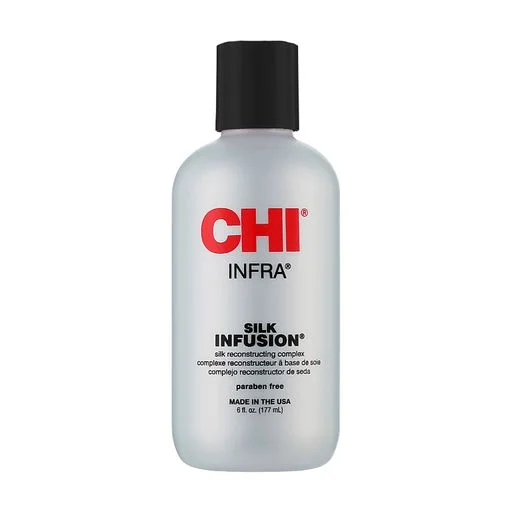 CHI®
INFRA®
SILK
INFUSION®
silk reconstructing complex
complexe reconstructeur à base de soie
complejo reconstructor de seda
paraben free
MADE IN THE USA
6 fl. oz. (177 mL)